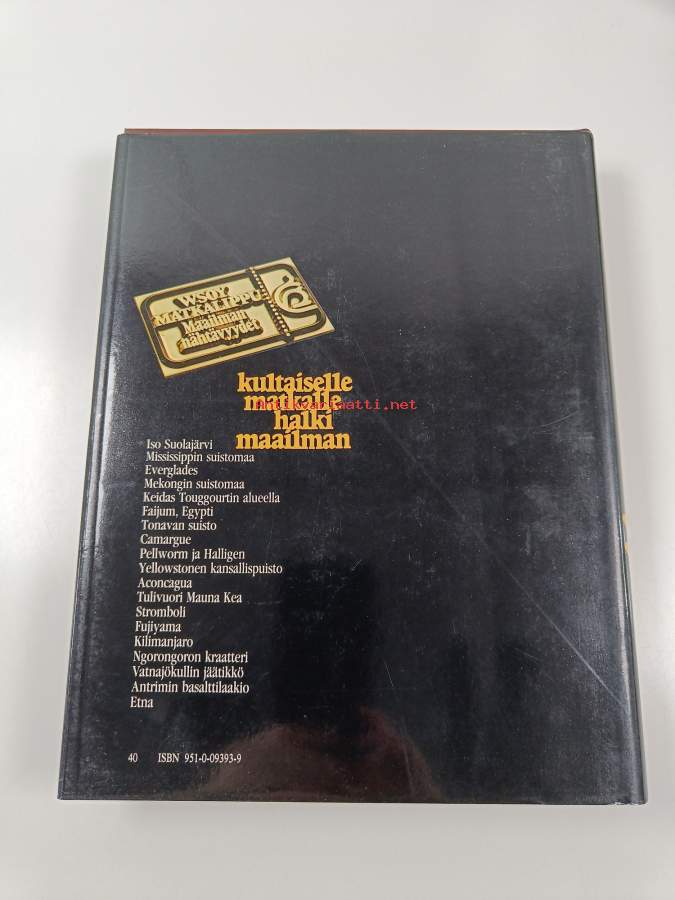 WSOY
MATKALIPPU
Maailman
nähtävyydet
kultaiselle
matkalle
Antikvariaatti.net
halki
maailman
Iso Suolajärvi
Mississippin suistomaa
Everglades
Mekongin suistomaa
Keidas Touggourtin alueella
Faijum, Egypti
Tonavan suisto
Camargue
Pellworm ja Halligen
Yellowstonen kansallispuisto
Aconcagua
Tulivuori Mauna Kea
Stromboli
Fujiyama
Kilimanjaro
Ngorongoron kraatteri
Vatnajökullin jäätikkö
Antrimin basalttilaakio
Etna
40 ISBN 951-0-09393-9